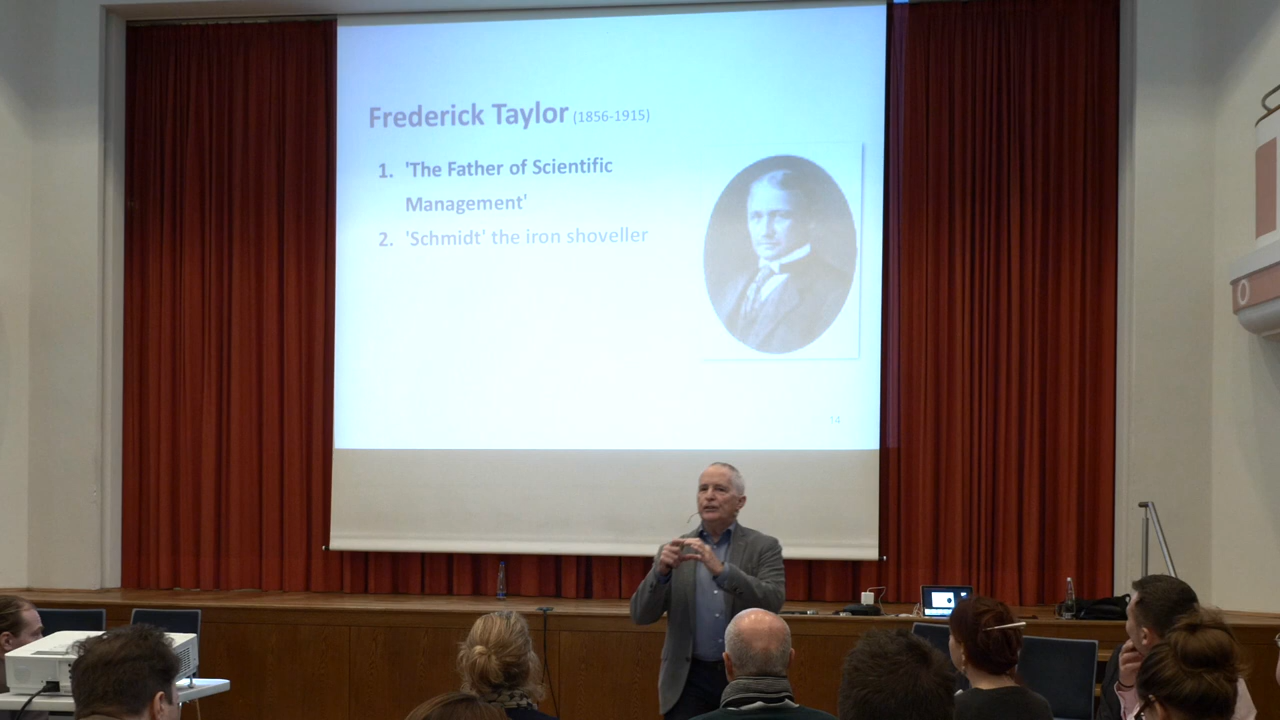 Frederick Taylor (1856-1915)
1. 'The Father of Scientific
Management'
2. 'Schmidt' the iron shoveller
14